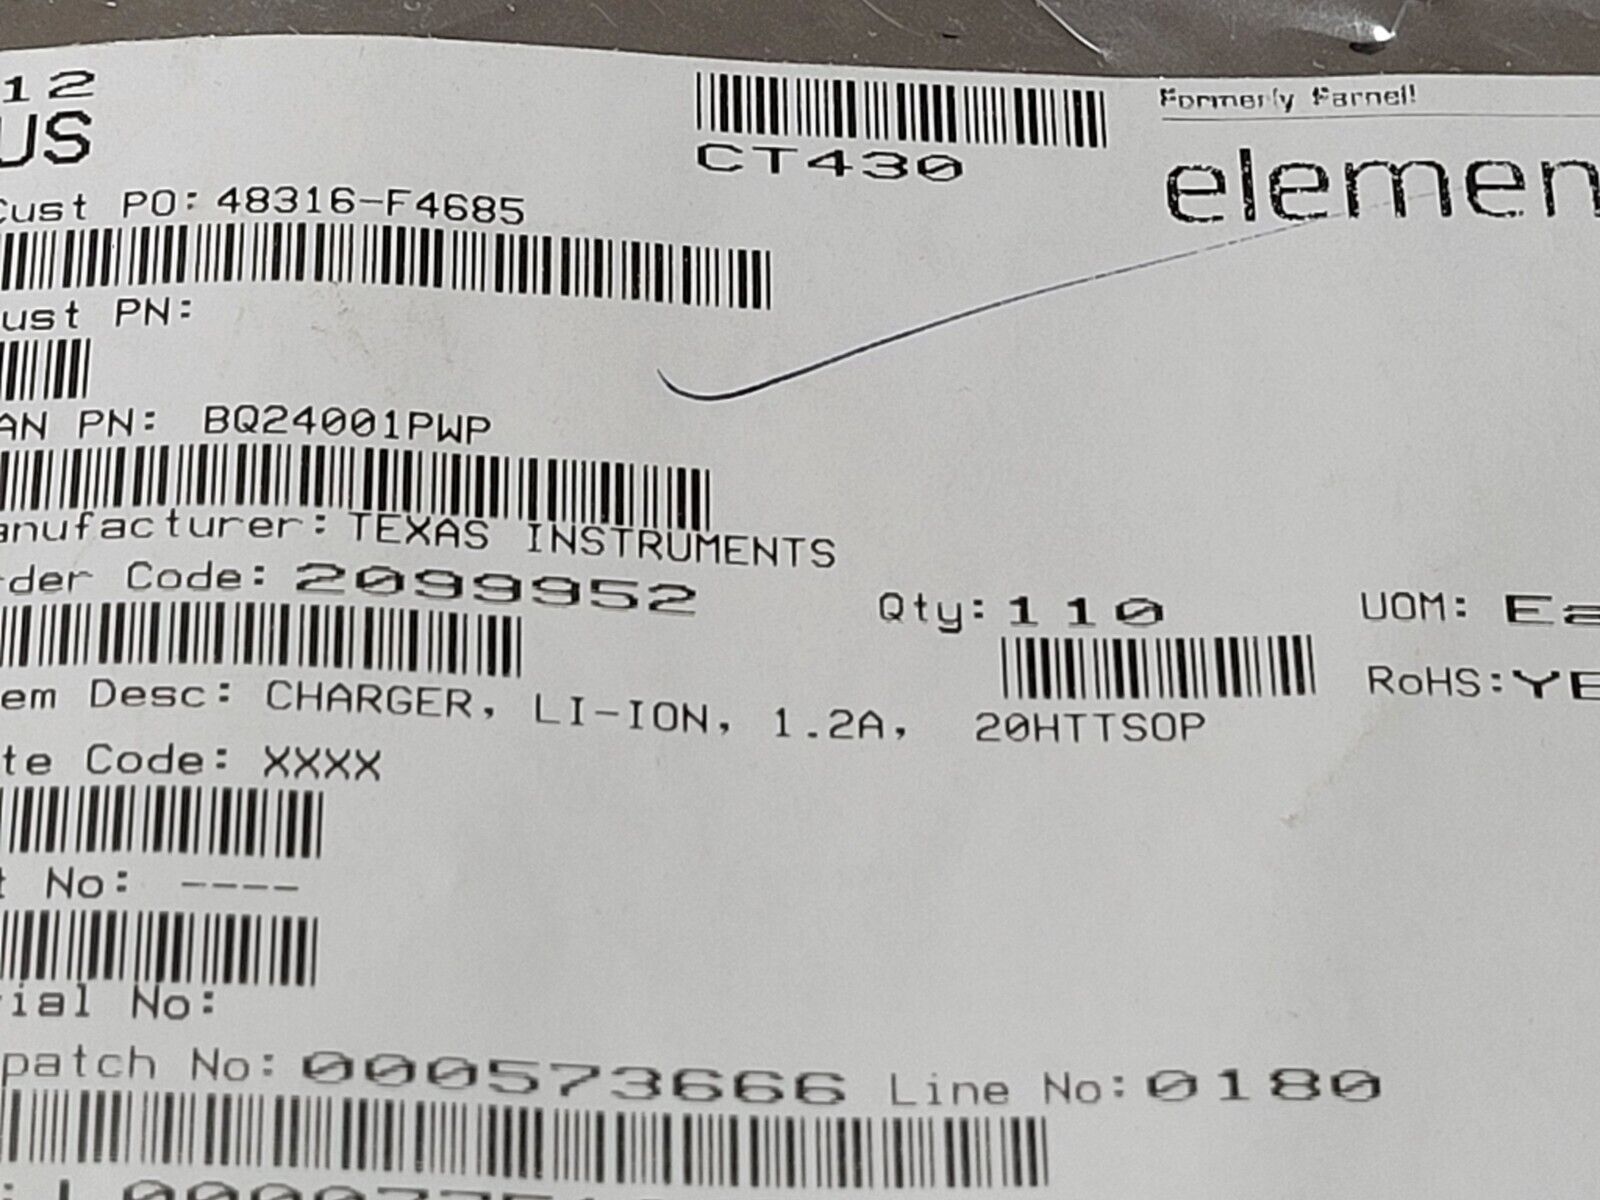 12
US
CT430
Formerly Farnell
elemen
Cust PO: 48316-F4685
ust PN:
AN PN: BQ24001PWP
anufacturer: TEXAS INSTRUMENTS
der Code: 2099952
Qty: 110
UOM: Ea
RoHS: YE
em Desc: CHARGER, LI-ION, 1.2A, 20HTTSOP
te Code: XXXX
t No: ----
rial No:
patch No: 000573666 Line No: 0180